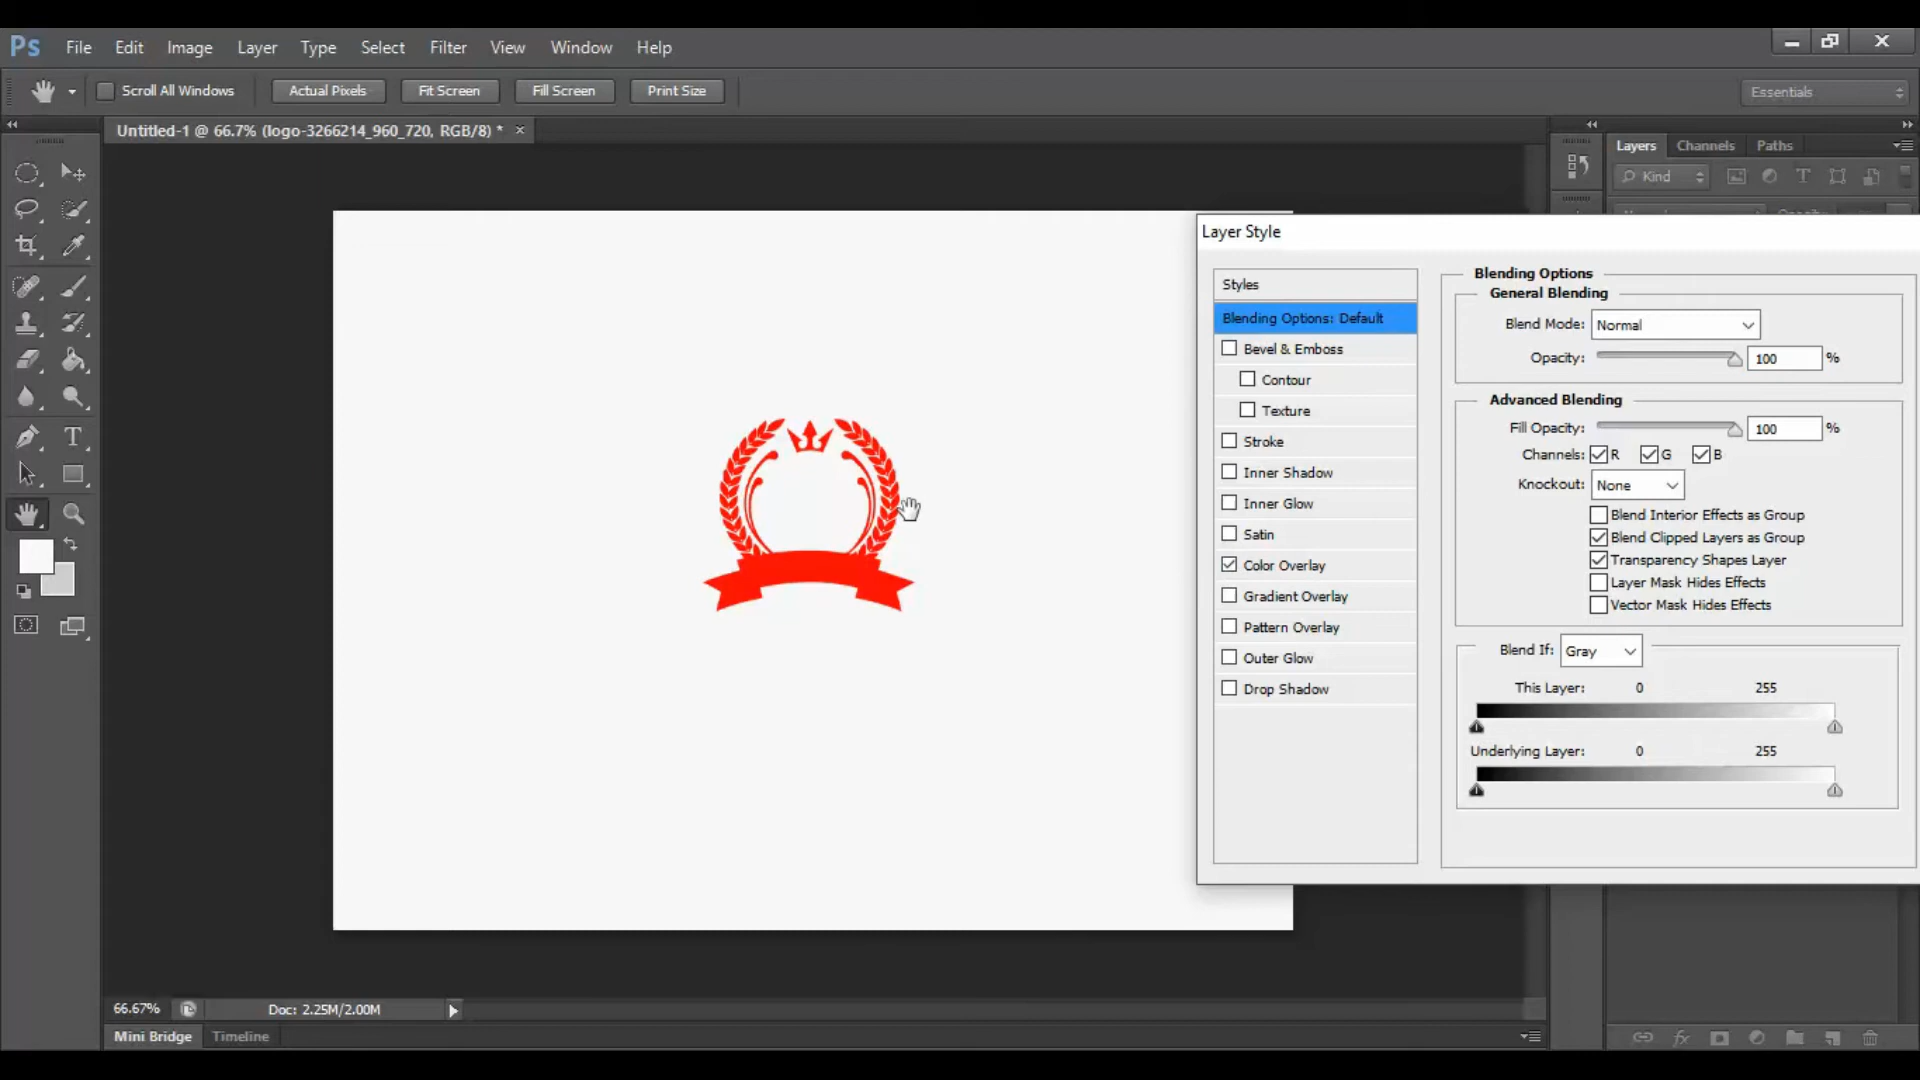 Ps File Edit Image Layer Type Select Filter View Window Help
Scroll All Windows Actual Pixels Fit Screen Fill Screen Print Size Essentials
Untitled-1 @ 66.7% (logo-3266214_960_720, RGB/8) * ×
Layers Channels Paths
Kind
Layer Style
Styles
Blending Options: Default
Bevel & Emboss
Contour
Texture
Stroke
Inner Shadow
Inner Glow
Satin
Color Overlay
Gradient Overlay
Pattern Overlay
Outer Glow
Drop Shadow
Blending Options
General Blending
Blend Mode: Normal
Opacity: 100 %
Advanced Blending
Fill Opacity: 100 %
Channels: R G B
Knockout: None
Blend Interior Effects as Group
Blend Clipped Layers as Group
Transparency Shapes Layer
Layer Mask Hides Effects
Vector Mask Hides Effects
Blend If: Gray
This Layer: 0 255
Underlying Layer: 0 255
66.67% Doc: 2.25M/2.00M
Mini Bridge Timeline